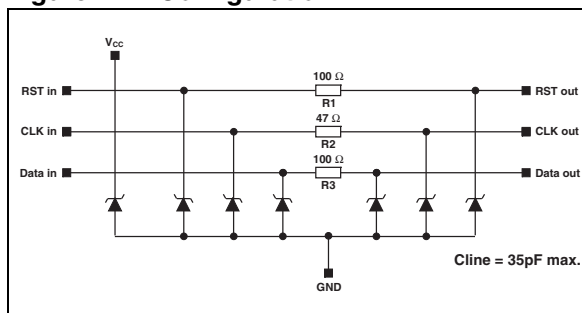 VCC
100 Ω
RST in
RST out
R1
47 Ω
CLK in
CLK out
R2
100 Ω
Data in
Data out
R3
Cline = 35pF max.
GND